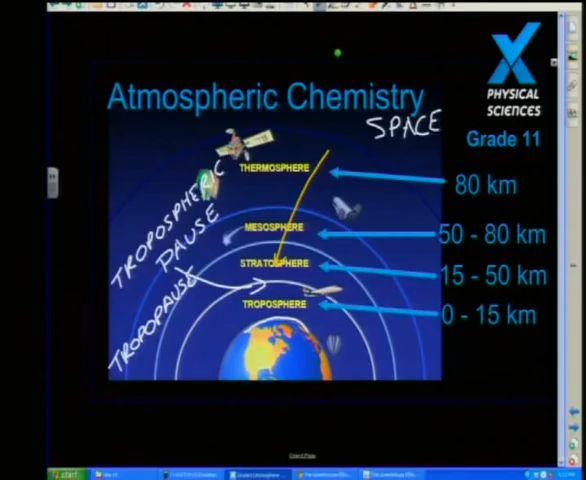 PHYSICAL
SCIENCES
Atmospheric Chemistry
SPACE
Grade 11
THERMOSPHERE
80 km
TROPOSPHERIC
PAUSE
MESOSPHERE
50 - 80 km
STRATOSPHERE
15 - 50 km
TROPOPAUSE
TROPOSPHERE
0 - 15 km
start